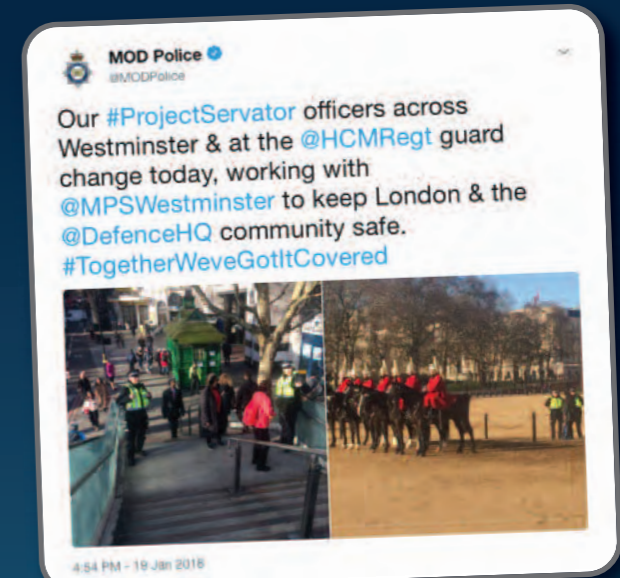 MOD Police
@MODPolice
Our #ProjectServator officers across
Westminster & at the @HCMRegt guard
change today, working with
@MPSWestminster to keep London & the
@DefenceHQ community safe.
#TogetherWeveGotItCovered
4:54 PM - 19 Jan 2018